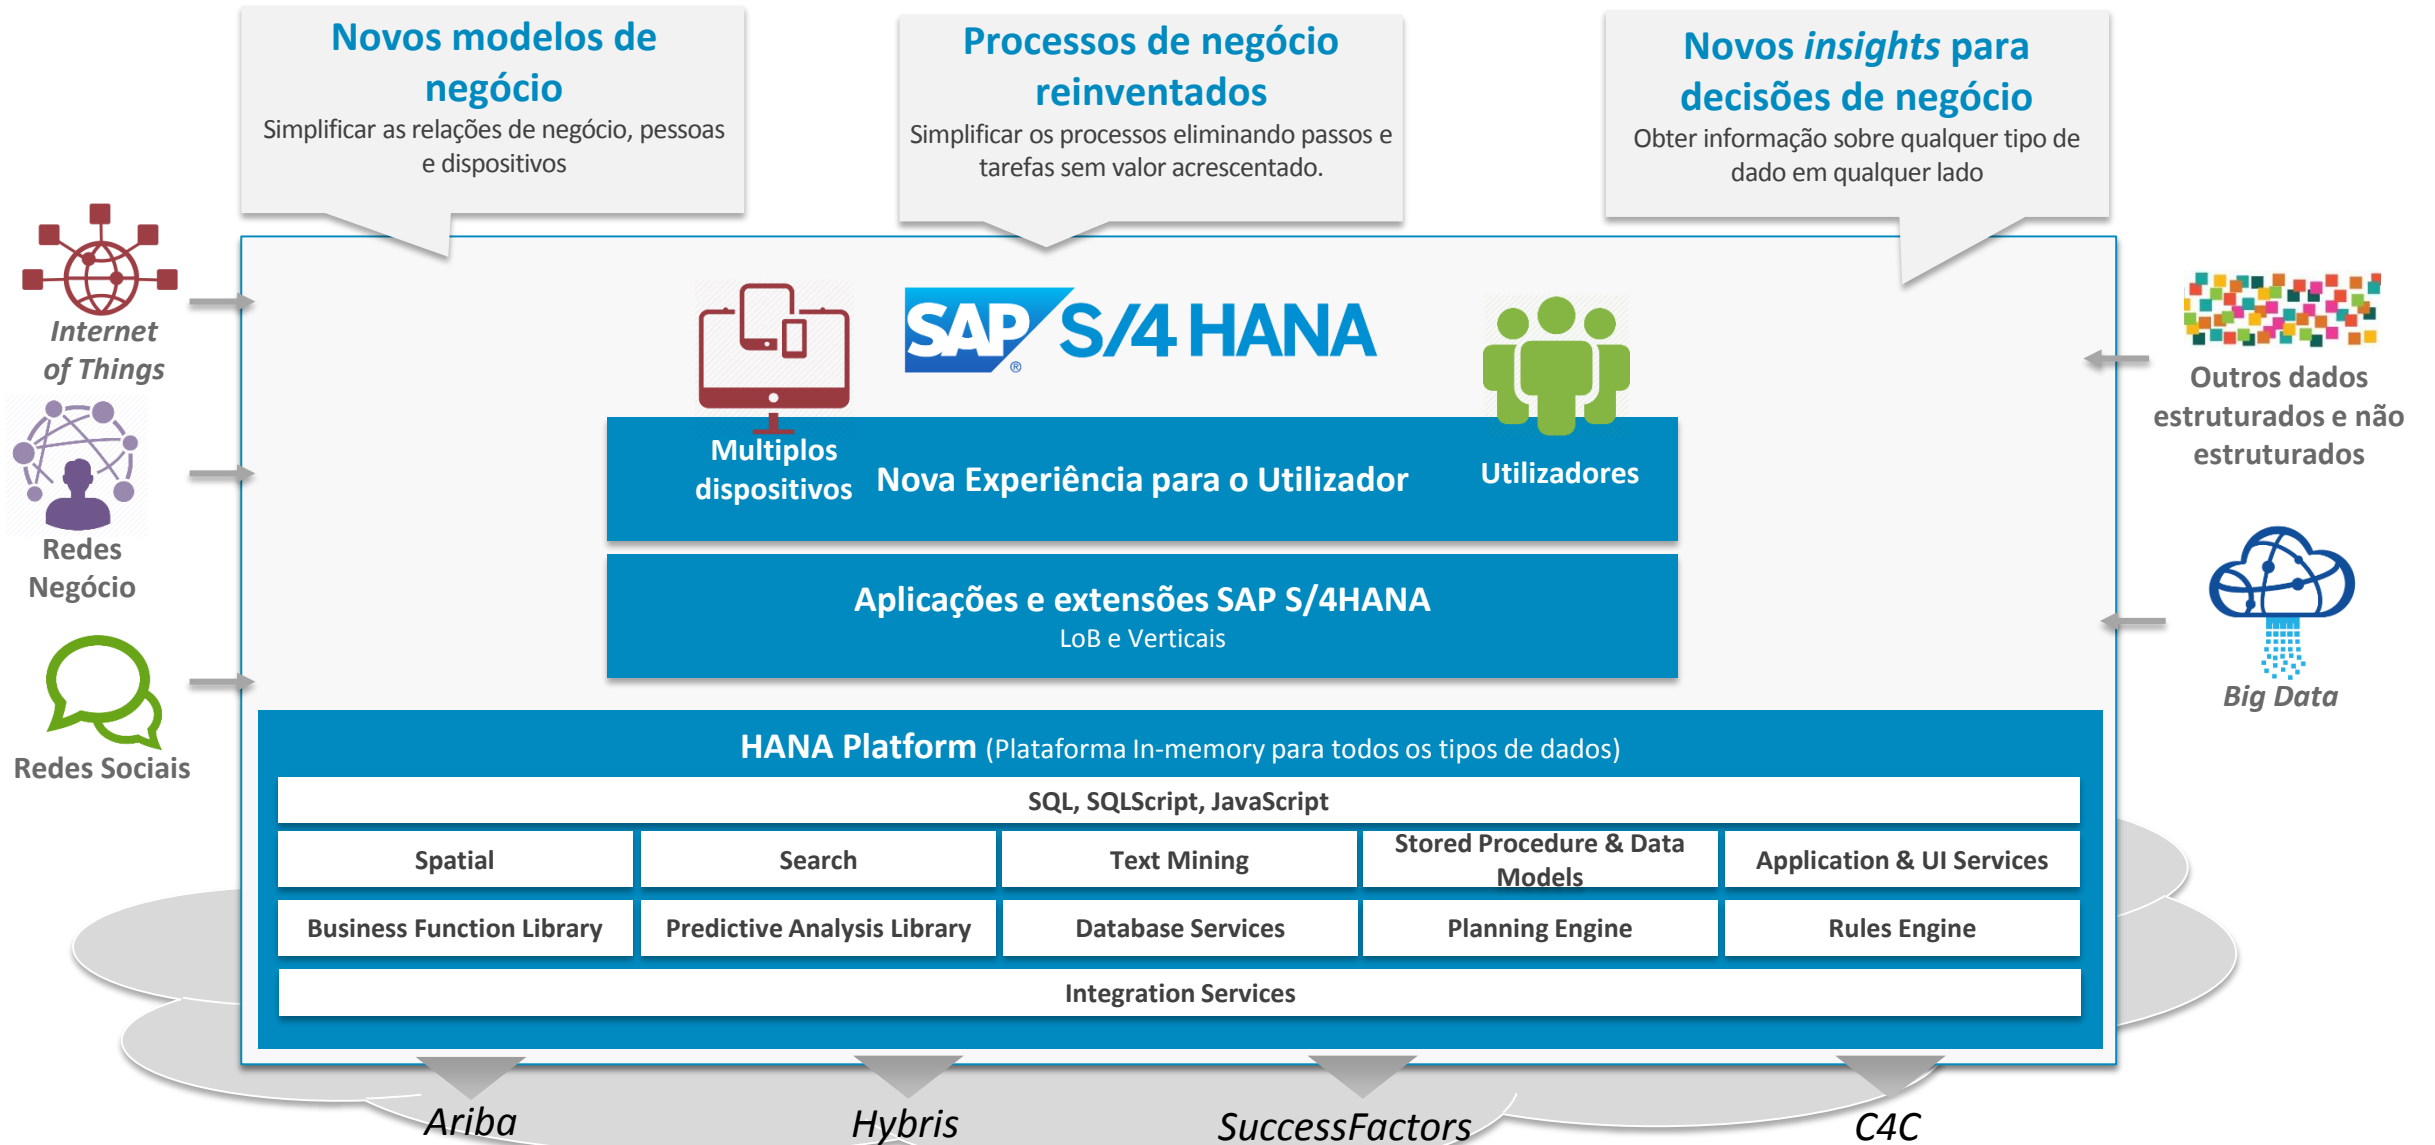 Novos modelos de
negócio
Simplificar as relações de negócio, pessoas
e dispositivos
Processos de negócio
reinventados
Simplificar os processos eliminando passos e
tarefas sem valor acrescentado.
Novos insights para
decisões de negócio
Obter informação sobre qualquer tipo de
dado em qualquer lado
Internet
of Things
Redes
Negócio
Redes Sociais
SAP® S/4 HANA
Multiplos
dispositivos
Nova Experiência para o Utilizador
Utilizadores
Aplicações e extensões SAP S/4HANA
LoB e Verticais
Outros dados
estruturados e não
estruturados
Big Data
HANA Platform (Plataforma In-memory para todos os tipos de dados)
SQL, SQLScript, JavaScript
Spatial
Search
Text Mining
Stored Procedure & Data
Models
Application & UI Services
Business Function Library
Predictive Analysis Library
Database Services
Planning Engine
Rules Engine
Integration Services
Ariba
Hybris
SuccessFactors
C4C